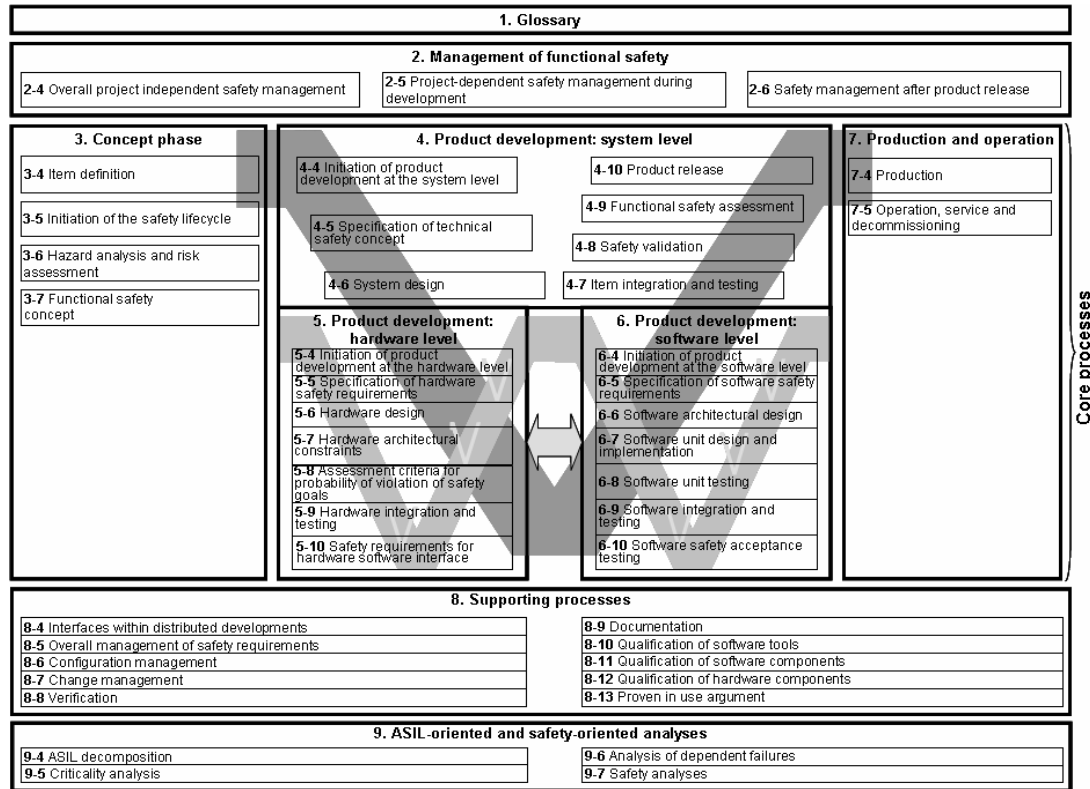 1. Glossary
2. Management of functional safety
2-4 Overall project independent safety management
2-5 Project-dependent safety management during
development
2-6 Safety management after product release
3. Concept phase
3-4 Item definition
3-5 Initiation of the safety lifecycle
3-6 Hazard analysis and risk
assessment
3-7 Functional safety
concept
4. Product development: system level
4-4 Initiation of product
development at the system level
4-5 Specification of technical
safety concept
4-6 System design
4-10 Product release
4-9 Functional safety assessment
4-8 Safety validation
4-7 Item integration and testing
5. Product development:
hardware level
5-4 Initiation of product
development at the hardware level
5-5 Specification of hardware
safety requirements
5-6 Hardware design
5-7 Hardware architectural
constraints
5-8 Assessment criteria for
probability of violation of safety
goals
5-9 Hardware integration and
testing
5-10 Safety requirements for
hardware software interface
6. Product development:
software level
6-4 Initiation of product
development at the software level
6-5 Specification of software safety
requirements
6-6 Software architectural design
6-7 Software unit design and
implementation
6-8 Software unit testing
6-9 Software integration and
testing
6-10 Software safety acceptance
testing
7. Production and operation
7-4 Production
7-5 Operation, service and
decommissioning
Core processes
8. Supporting processes
8-4 Interfaces within distributed developments
8-5 Overall management of safety requirements
8-6 Configuration management
8-7 Change management
8-8 Verification
8-9 Documentation
8-10 Qualification of software tools
8-11 Qualification of software components
8-12 Qualification of hardware components
8-13 Proven in use argument
9. ASIL-oriented and safety-oriented analyses
9-4 ASIL decomposition
9-5 Criticality analysis
9-6 Analysis of dependent failures
9-7 Safety analyses